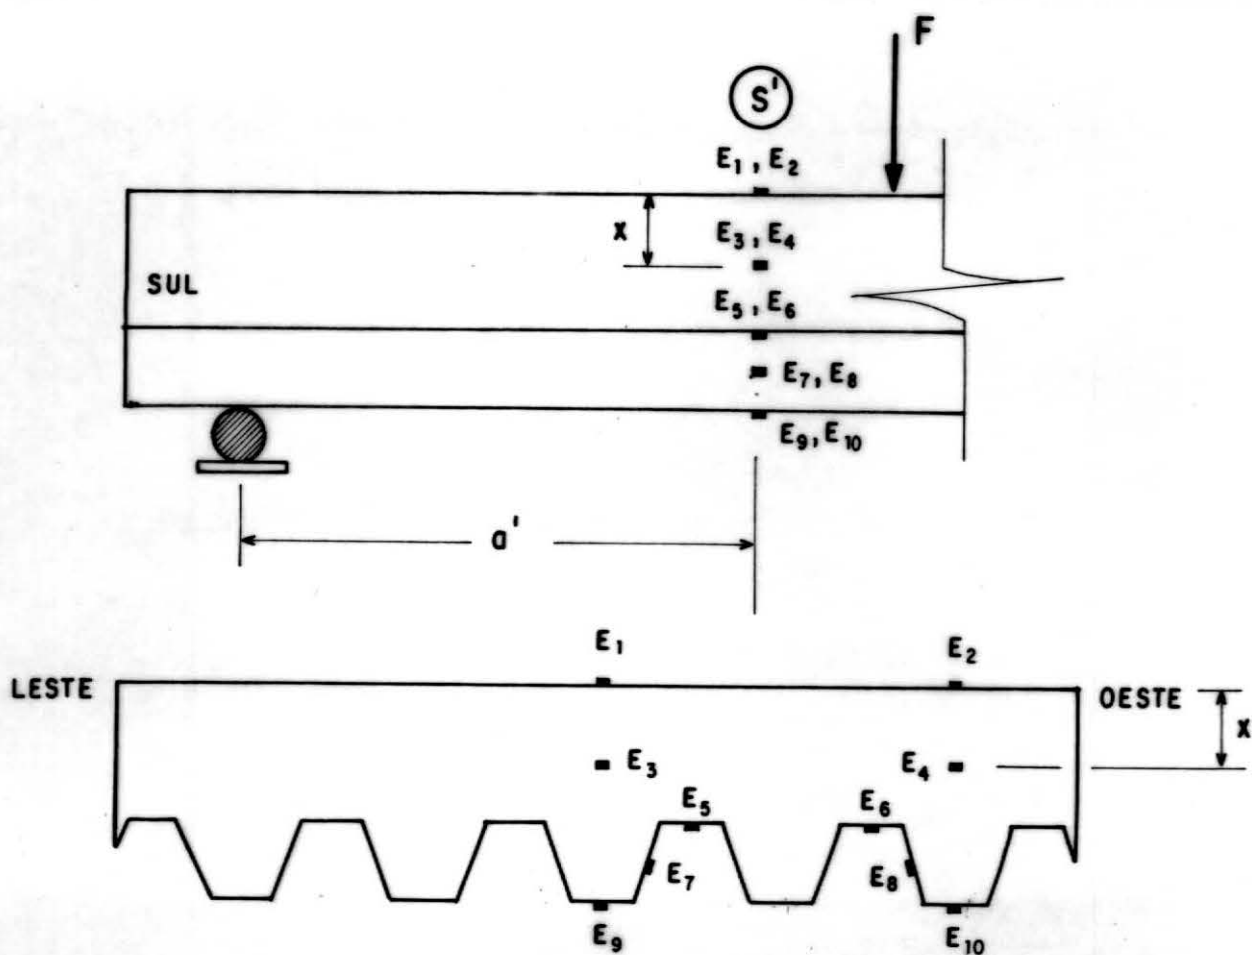 F
S'
E1, E2
X
E3, E4
SUL
E5, E6
E7, E8
E9, E10
a'
E1
E2
LESTE
OESTE
X
E3
E4
E5
E6
E7
E8
E9
E10